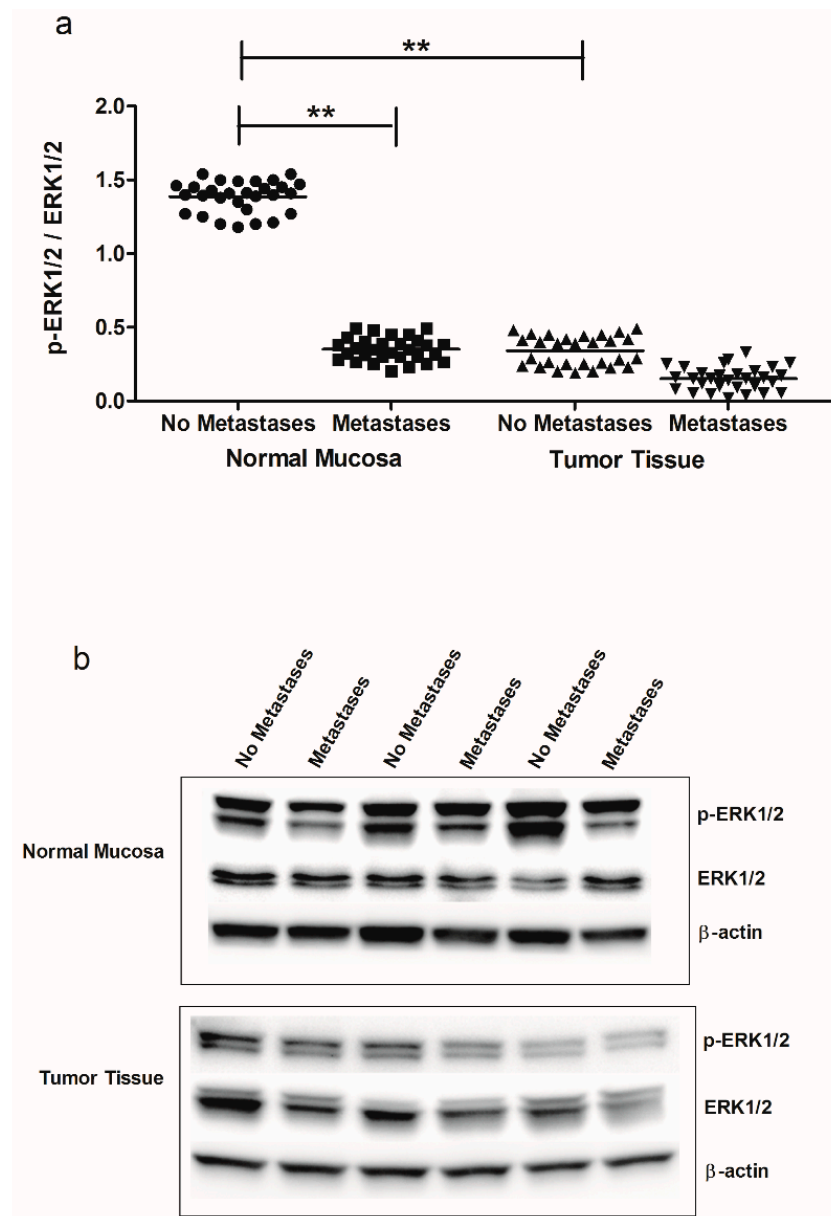 a
**
**
2.0
1.5
1.0
0.5
0.0
p-ERK1/2 / ERK1/2
No Metastases Metastases No Metastases Metastases
Normal Mucosa Tumor Tissue
b
No Metastases Metastases No Metastases Metastases No Metastases Metastases
Normal Mucosa
p-ERK1/2
ERK1/2
β-actin
Tumor Tissue
p-ERK1/2
ERK1/2
β-actin